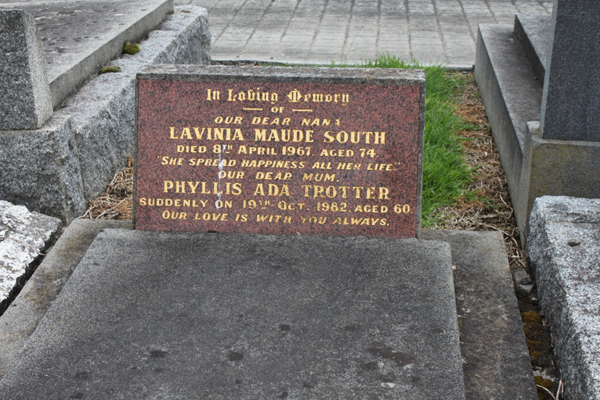 In Loving Memory
OF
OUR DEAR NANA
LAVINIA MAUDE SOUTH
DIED 8TH APRIL 1967, AGED 74
"SHE SPREAD HAPPINESS ALL HER LIFE."
OUR DEAR MUM,
PHYLLIS ADA TROTTER
SUDDENLY ON 19TH OCT. 1982, AGED 60.
OUR LOVE IS WITH YOU ALWAYS.